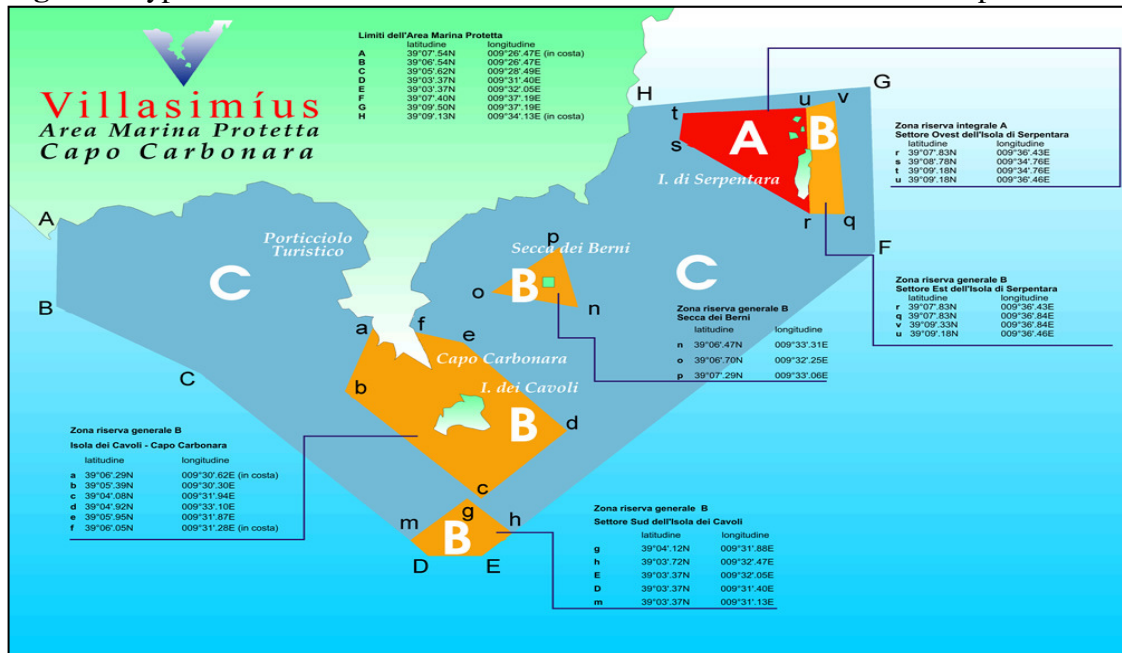 Villasimíus
Area Marina Protetta
Capo Carbonara
Limiti dell'Area Marina Protetta
latitudine longitudine
A 39°07'.54N 009°26'.47E (in costa)
B 39°06'.54N 009°26'.47E
C 39°05'.62N 009°28'.49E
D 39°03'.37N 009°31'.40E
E 39°03'.37N 009°32'.05E
F 39°07'.40N 009°37'.19E
G 39°09'.50N 009°37'.19E
H 39°09'.13N 009°34'.13E (in costa)
H
G
t
u
v
A
B
s
I. di Serpentara
r
q
F
Zona riserva integrale A
Settore Ovest dell'Isola di Serpentara
latitudine longitudine
r 39°07'.83N 009°36'.43E
s 39°08'.78N 009°34'.76E
t 39°09'.18N 009°34'.76E
u 39°09'.18N 009°36'.46E
A
B
C
Porticciolo
Turistico
C
Secca dei Berni
p
o
B
n
C
Zona riserva generale B
Settore Est dell'Isola di Serpentara
latitudine longitudine
r 39°07'.83N 009°36'.43E
q 39°07'.83N 009°36'.84E
v 39°09'.33N 009°36'.84E
u 39°09'.18N 009°36'.46E
Zona riserva generale B
Secca dei Berni
latitudine longitudine
n 39°06'.47N 009°33'.31E
o 39°06'.70N 009°32'.25E
p 39°07'.29N 009°33'.06E
a
f
e
Capo Carbonara
b
I. dei Cavoli
B
d
c
Zona riserva generale B
Isola dei Cavoli - Capo Carbonara
latitudine longitudine
a 39°06'.29N 009°30'.62E (in costa)
b 39°05'.39N 009°30'.30E
c 39°04'.08N 009°31'.94E
d 39°04'.92N 009°33'.10E
e 39°05'.95N 009°31'.87E
f 39°06'.05N 009°31'.28E (in costa)
g
m
B
h
D
E
Zona riserva generale B
Settore Sud dell'Isola dei Cavoli
latitudine longitudine
g 39°04'.12N 009°31'.88E
h 39°03'.72N 009°32'.47E
E 39°03'.37N 009°32'.05E
D 39°03'.37N 009°31'.40E
m 39°03'.37N 009°31'.13E